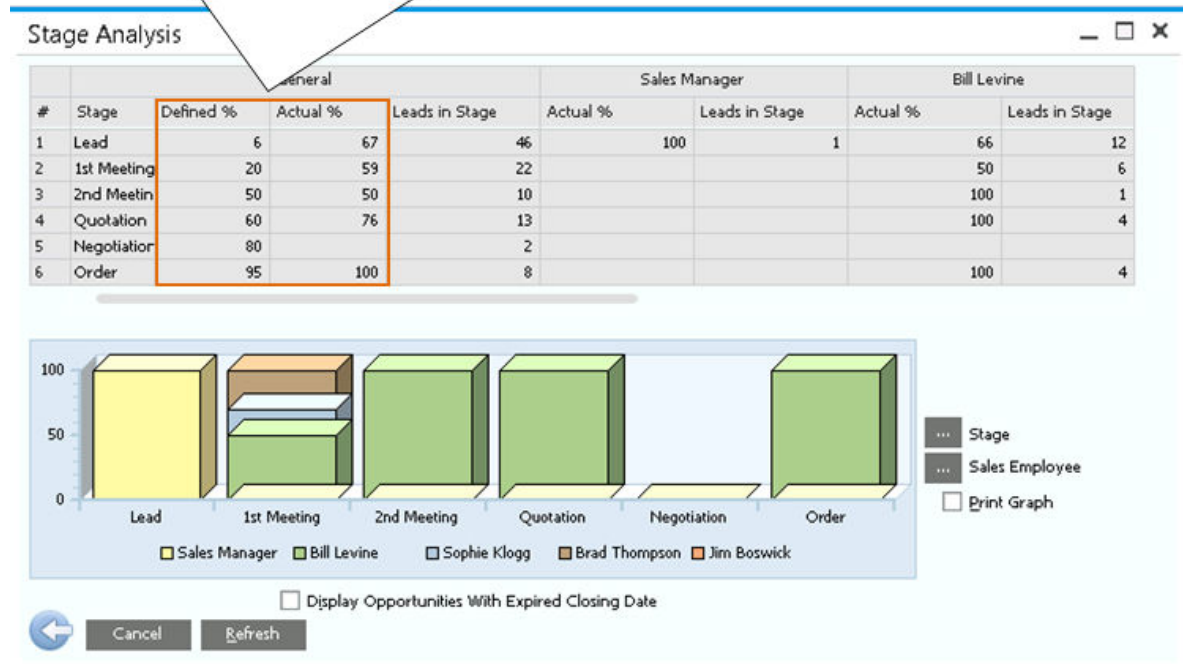 Stage Analysis
General Sales Manager Bill Levine
# Stage Defined % Actual % Leads in Stage Actual % Leads in Stage Actual % Leads in Stage
1 Lead 6 67 46 100 1 66 12
2 1st Meeting 20 59 22 50 6
3 2nd Meetin 50 50 10 100 1
4 Quotation 60 76 13 100 4
5 Negotiation 80 2
6 Order 95 100 8 100 4
100
50
0
Lead 1st Meeting 2nd Meeting Quotation Negotiation Order
Sales Manager Bill Levine Sophie Klogg Brad Thompson Jim Boswick
... Stage
... Sales Employee
Print Graph
Display Opportunities With Expired Closing Date
Cancel Refresh